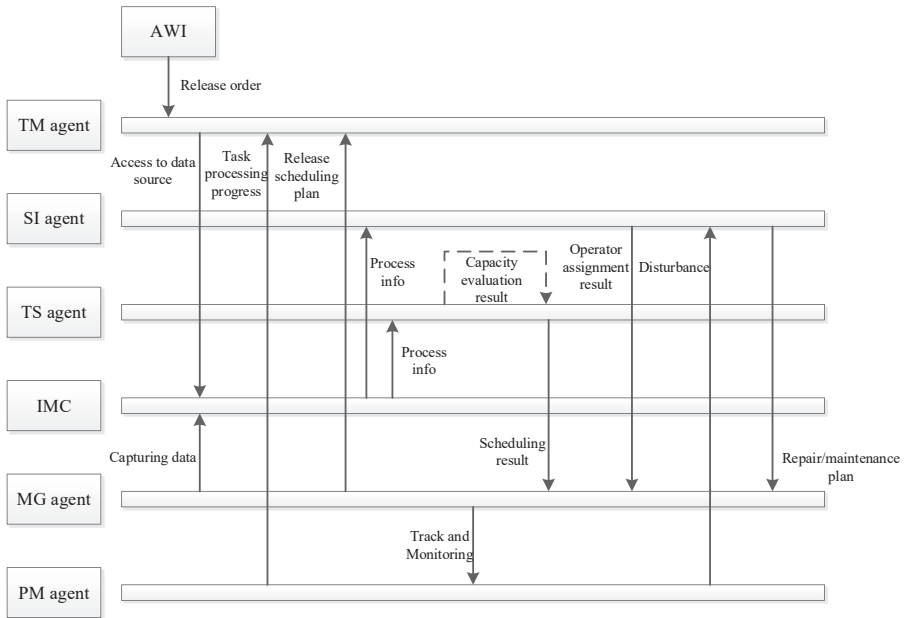 AWI
Release order
TM agent
Access to data
source
Task
processing
progress
Release
scheduling
plan
SI agent
Process
info
Capacity
evaluation
result
Operator
assignment
result
Disturbance
TS agent
Process
info
IMC
Capturing data
Scheduling
result
Repair/maintenance
plan
MG agent
Track and
Monitoring
PM agent